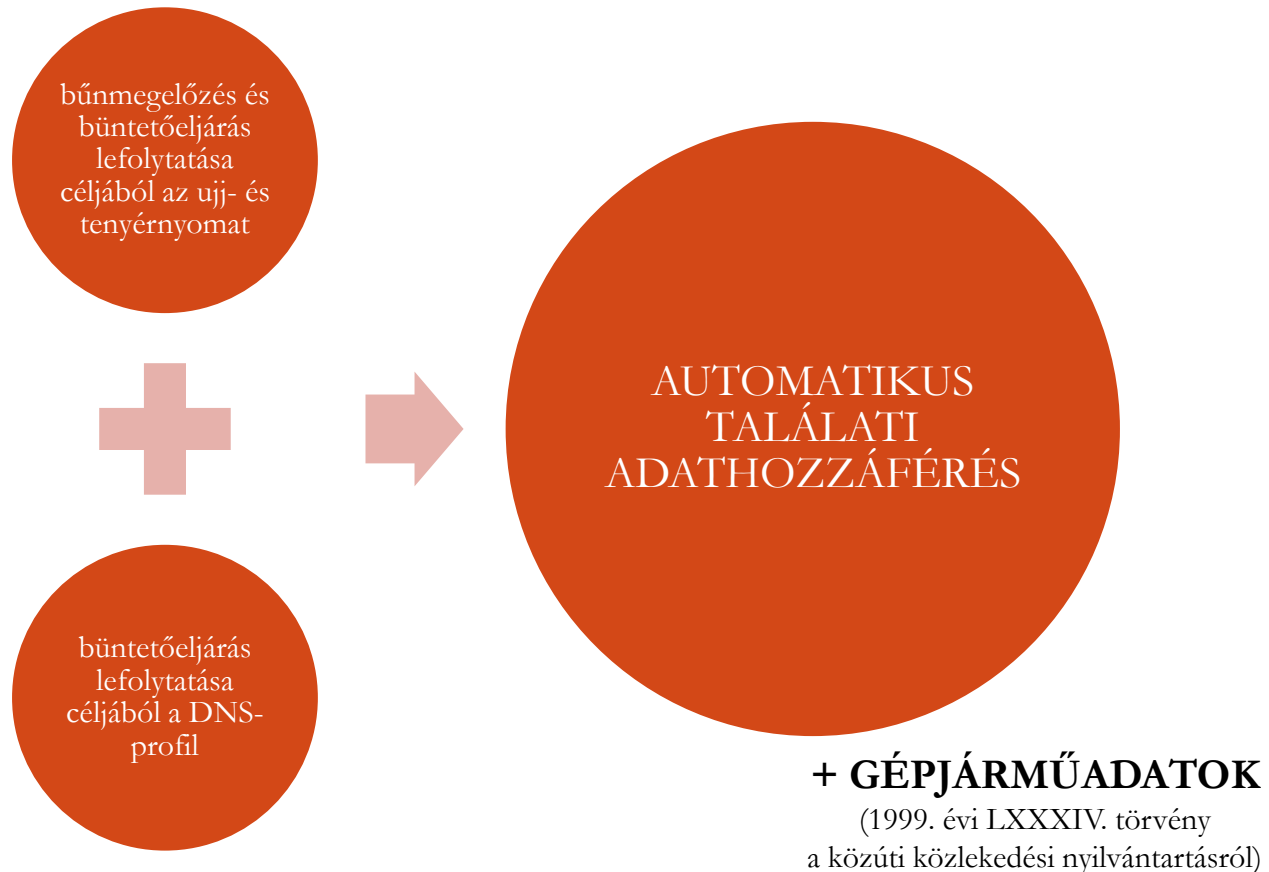 bűnmegelőzés és
büntetőeljárás
lefolytatása
céljából az ujj- és
tenyérnyomat
büntetőeljárás
lefolytatása
céljából a DNS-
profil
AUTOMATIKUS
TALÁLATI
ADATHOZZÁFÉRÉS
+ GÉPJÁRMŰADATOK
(1999. évi LXXXIV. törvény
a közúti közlekedési nyilvántartásról)